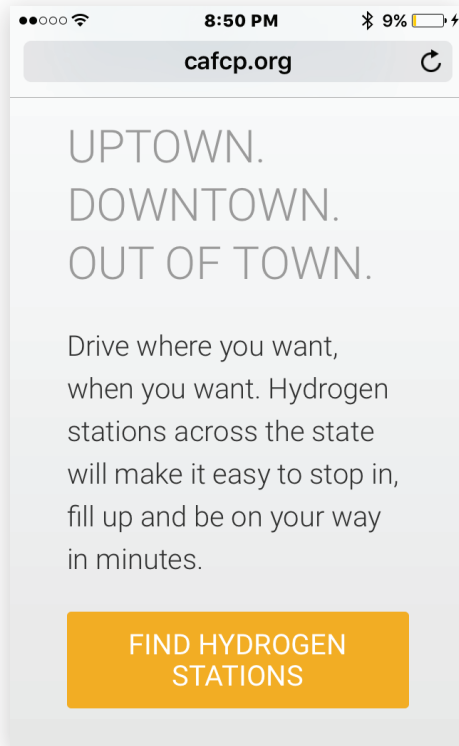 8:50 PM 9%
cafcp.org
UPTOWN.
DOWNTOWN.
OUT OF TOWN.
Drive where you want,
when you want. Hydrogen
stations across the state
will make it easy to stop in,
fill up and be on your way
in minutes.
FIND HYDROGEN
STATIONS